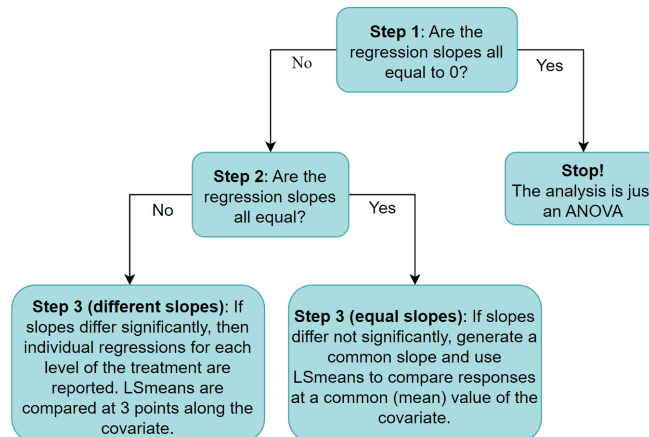 Step 1: Are the
regression slopes all
equal to 0?
No
Yes
Step 2: Are the
regression slopes
all equal?
Stop!
The analysis is just
an ANOVA
No
Yes
Step 3 (different slopes): If
slopes differ significantly, then
individual regressions for each
level of the treatment are
reported. LSmeans are
compared at 3 points along the
covariate.
Step 3 (equal slopes): If slopes
differ not significantly, generate
a common slope and use
LSmeans to compare responses
at a common (mean) value of the
covariate.